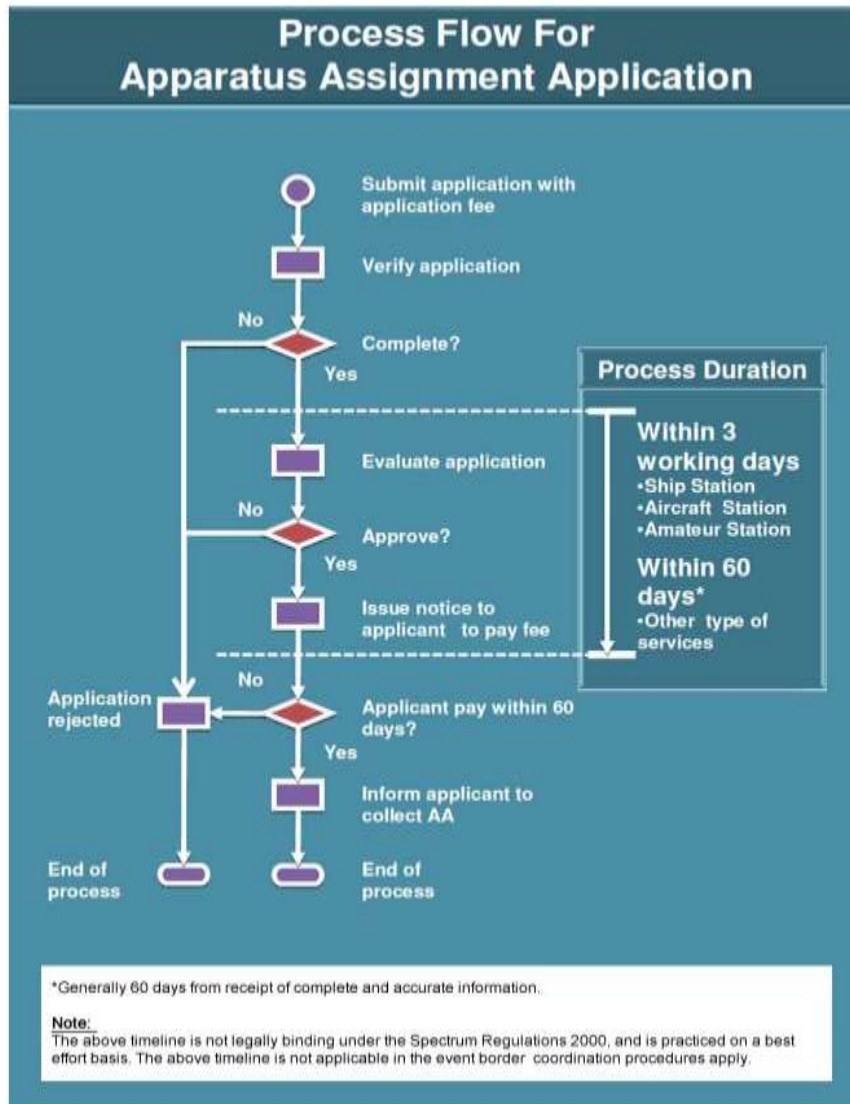 Process Flow For
Apparatus Assignment Application
Submit application with
application fee
Verify application
No
Complete?
Yes
Process Duration
Within 3
working days
•Ship Station
•Aircraft Station
•Amateur Station
Within 60
days*
•Other type of
services
Evaluate application
No
Approve?
Yes
Issue notice to
applicant to pay fee
No
Application
rejected
Applicant pay within 60
days?
Yes
Inform applicant to
collect AA
End of
process
End of
process
*Generally 60 days from receipt of complete and accurate information.
Note:
The above timeline is not legally binding under the Spectrum Regulations 2000, and is practiced on a best
effort basis. The above timeline is not applicable in the event border coordination procedures apply.